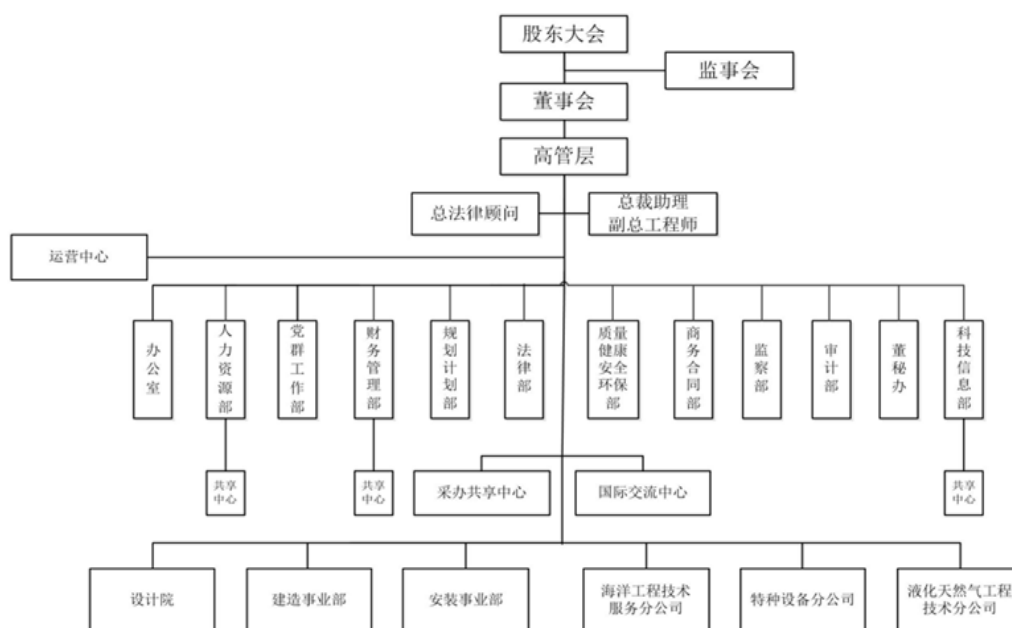 股东大会
监事会
董事会
高管层
总法律顾问
总裁助理
副总工程师
运营中心
办公室
人力资源部
党群工作部
财务管理部
规划计划部
法律部
质量
健康
安全
环保
部
商务合同部
监察部
审计部
董秘办
科技信息部
共享
中心
共享
中心
采办共享中心
国际交流中心
共享
中心
设计院
建造事业部
安装事业部
海洋工程技术
服务分公司
特种设备分公司
液化天然气工程
技术分公司